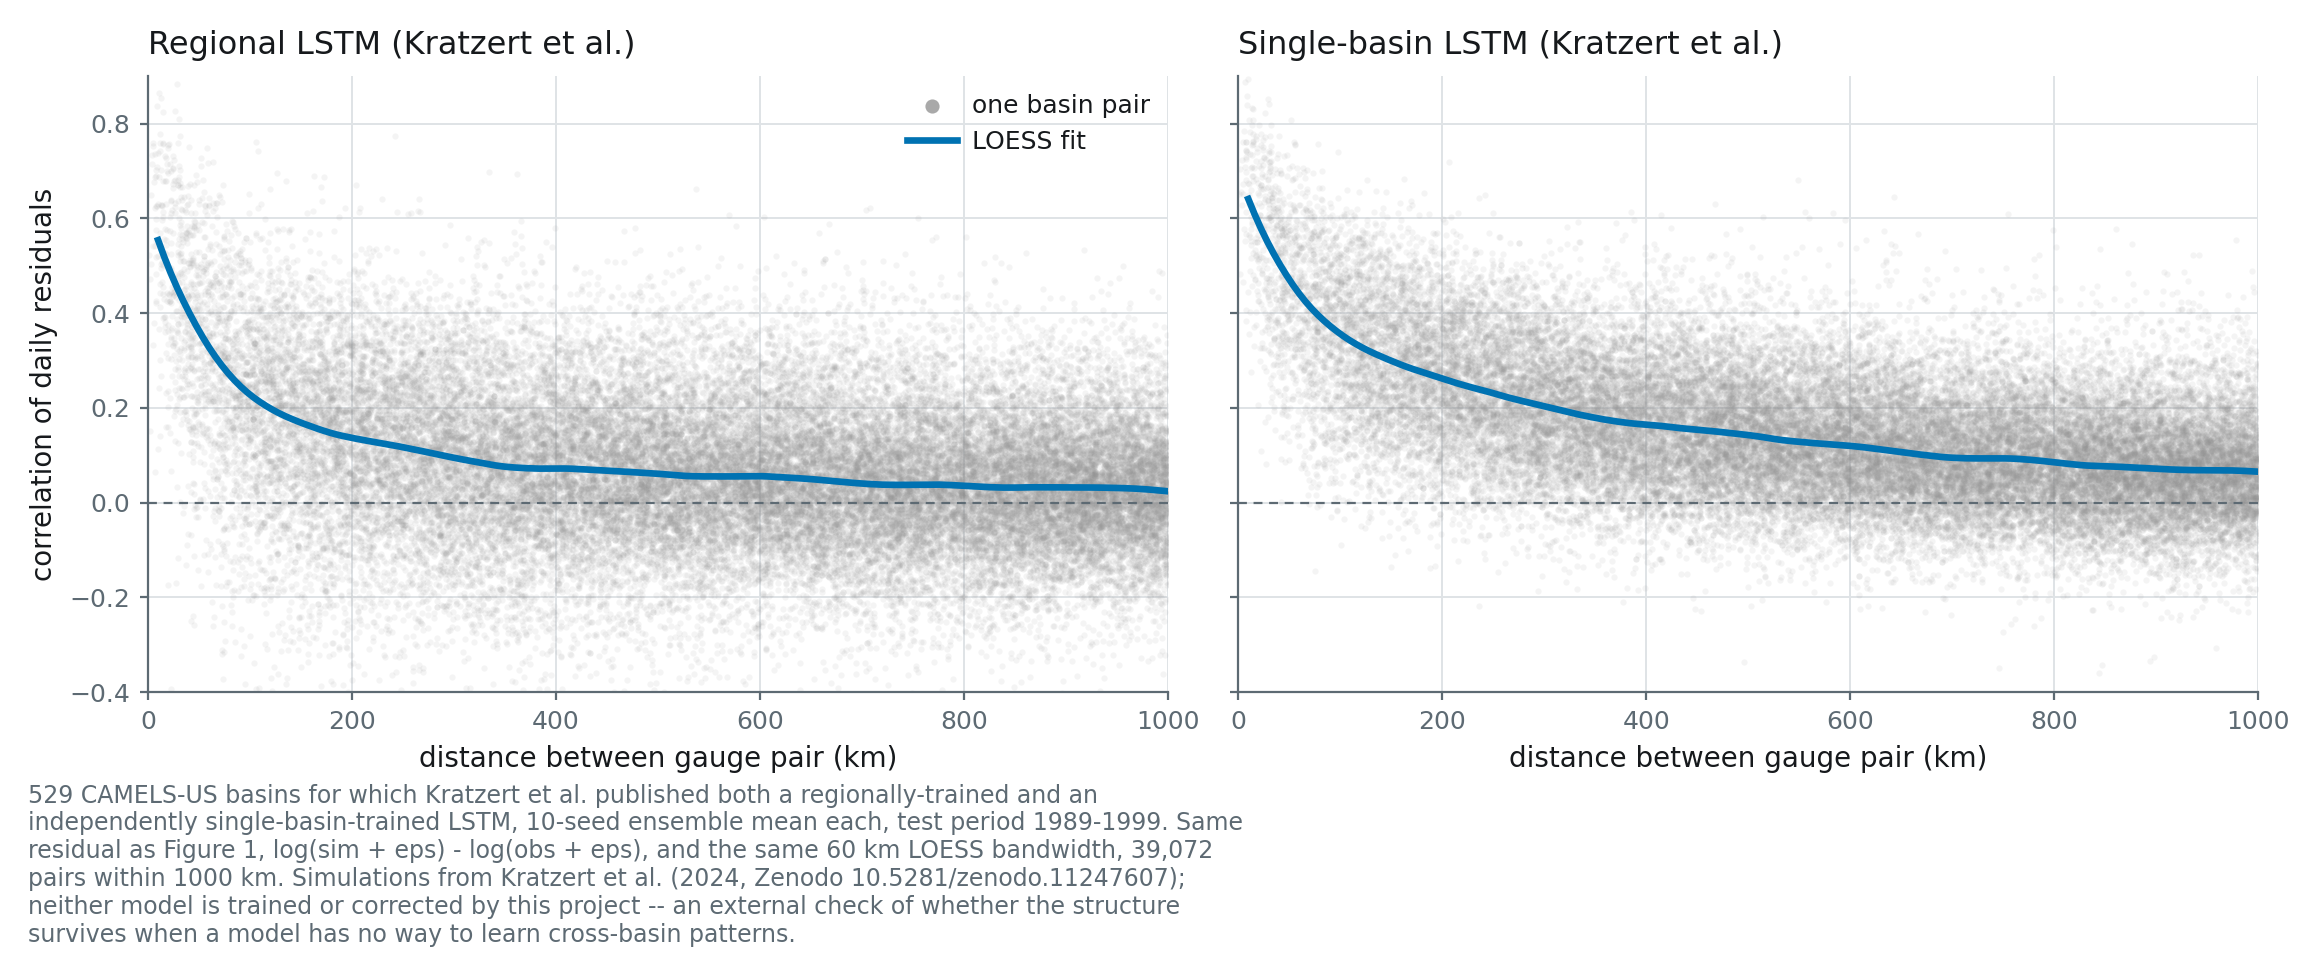 Regional LSTM (Kratzert et al.)
Single-basin LSTM (Kratzert et al.)
one basin pair
LOESS fit
correlation of daily residuals
0.8
0.6
0.4
0.2
0.0
−0.2
−0.4
0 200 400 600 800 1000
0 200 400 600 800 1000
distance between gauge pair (km)
distance between gauge pair (km)
529 CAMELS-US basins for which Kratzert et al. published both a regionally-trained and an
independently single-basin-trained LSTM, 10-seed ensemble mean each, test period 1989-1999. Same
residual as Figure 1, log(sim + eps) - log(obs + eps), and the same 60 km LOESS bandwidth, 39,072
pairs within 1000 km. Simulations from Kratzert et al. (2024, Zenodo 10.5281/zenodo.11247607);
neither model is trained or corrected by this project -- an external check of whether the structure
survives when a model has no way to learn cross-basin patterns.